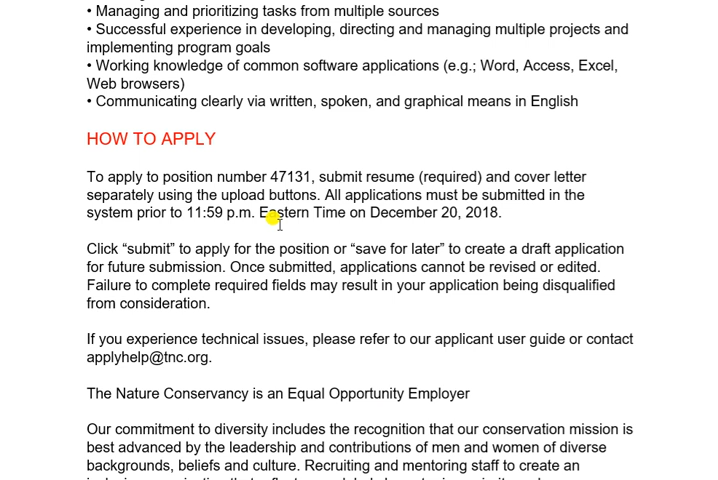 • Managing and prioritizing tasks from multiple sources
• Successful experience in developing, directing and managing multiple projects and
implementing program goals
• Working knowledge of common software applications (e.g.; Word, Access, Excel,
Web browsers)
• Communicating clearly via written, spoken, and graphical means in English
HOW TO APPLY
To apply to position number 47131, submit resume (required) and cover letter
separately using the upload buttons. All applications must be submitted in the
system prior to 11:59 p.m. Eastern Time on December 20, 2018.
Click “submit” to apply for the position or “save for later” to create a draft application
for future submission. Once submitted, applications cannot be revised or edited.
Failure to complete required fields may result in your application being disqualified
from consideration.
If you experience technical issues, please refer to our applicant user guide or contact
applyhelp@tnc.org.
The Nature Conservancy is an Equal Opportunity Employer
Our commitment to diversity includes the recognition that our conservation mission is
best advanced by the leadership and contributions of men and women of diverse
backgrounds, beliefs and culture. Recruiting and mentoring staff to create an